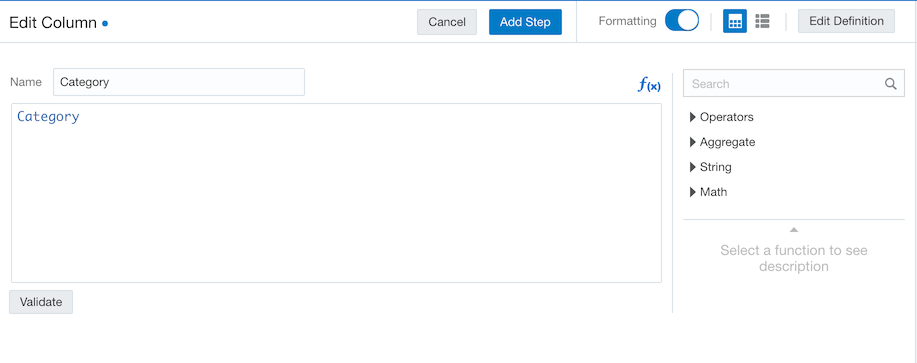 Edit Column
Cancel
Add Step
Formatting
Edit Definition
Name
Category
f(x)
Category
Validate
Search
Operators
Aggregate
String
Math
Select a function to see
description